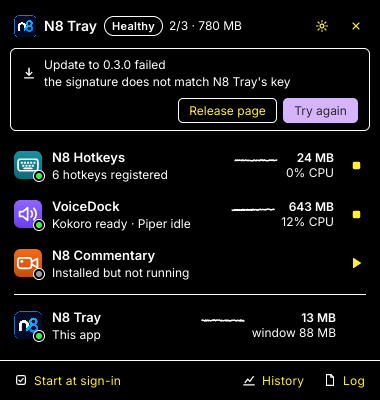 n8 N8 Tray Healthy 2/3 · 780 MB
Update to 0.3.0 failed
the signature does not match N8 Tray's key
Release page Try again
N8 Hotkeys 24 MB
6 hotkeys registered 0% CPU
VoiceDock 643 MB
Kokoro ready · Piper idle 12% CPU
N8 Commentary
Installed but not running
n8 N8 Tray 13 MB
This app window 88 MB
Start at sign-in History Log